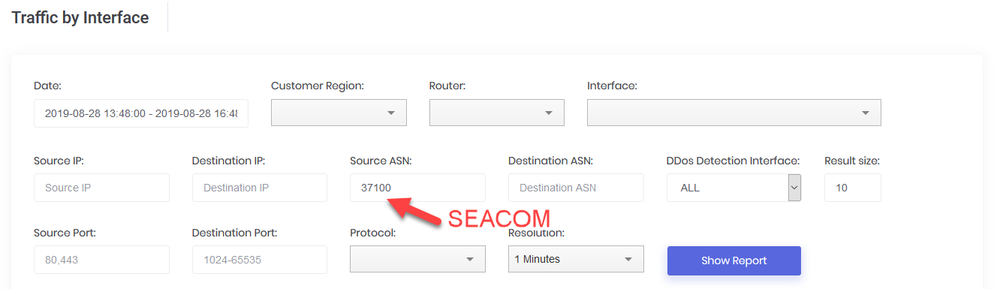 Traffic by Interface
Date: Customer Region: Router: Interface:
2019-08-28 13:48:00 - 2019-08-28 16:48
Source IP: Destination IP: Source ASN: Destination ASN: DDos Detection Interface: Result size:
Source IP Destination IP 37100 Destination ASN ALL 10
SEACOM
Source Port: Destination Port: Protocol: Resolution:
80,443 1024-65535 1 Minutes Show Report